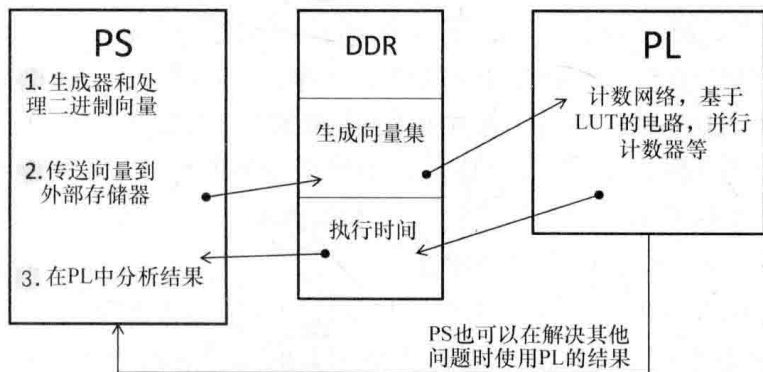 PS
1. 生成器和处
理二进制向量
2. 传送向量到
外部存储器
3. 在PL中分析结果
DDR
生成向量集
执行时间
PL
计数网络，基于
LUT的电路，并行
计数器等
PS也可以在解决其他
问题时使用PL的结果